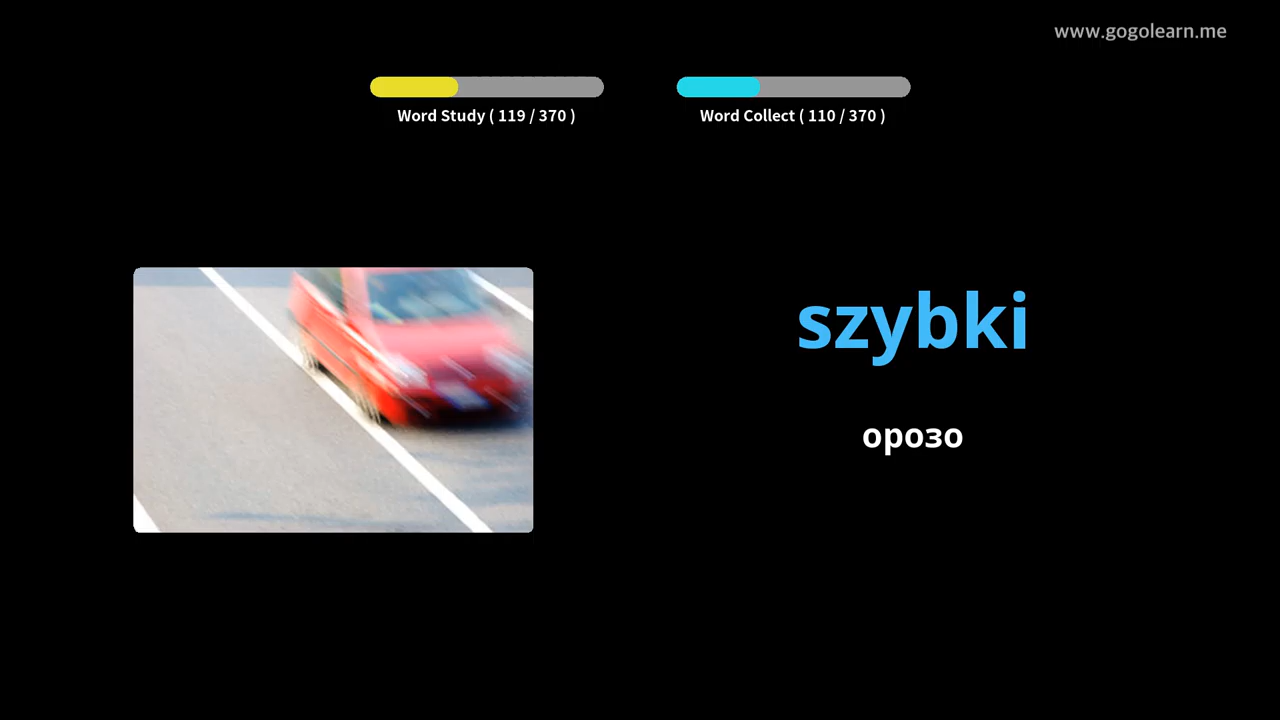 www.gogolearn.me
Word Study ( 119 / 370 )
Word Collect ( 110 / 370 )
szybki
орозо